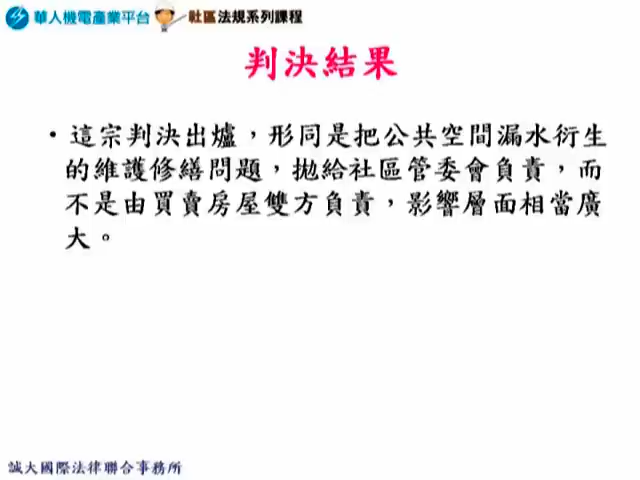 華人機電產業平台 社區法規系列課程
判決結果
•這宗判決出爐，形同是把公共空間漏水衍生
的維護修繕問題，拋給社區管委會負責，而
不是由買賣房屋雙方負責，影響層面相當廣
大。
誠大國際法律聯合事務所